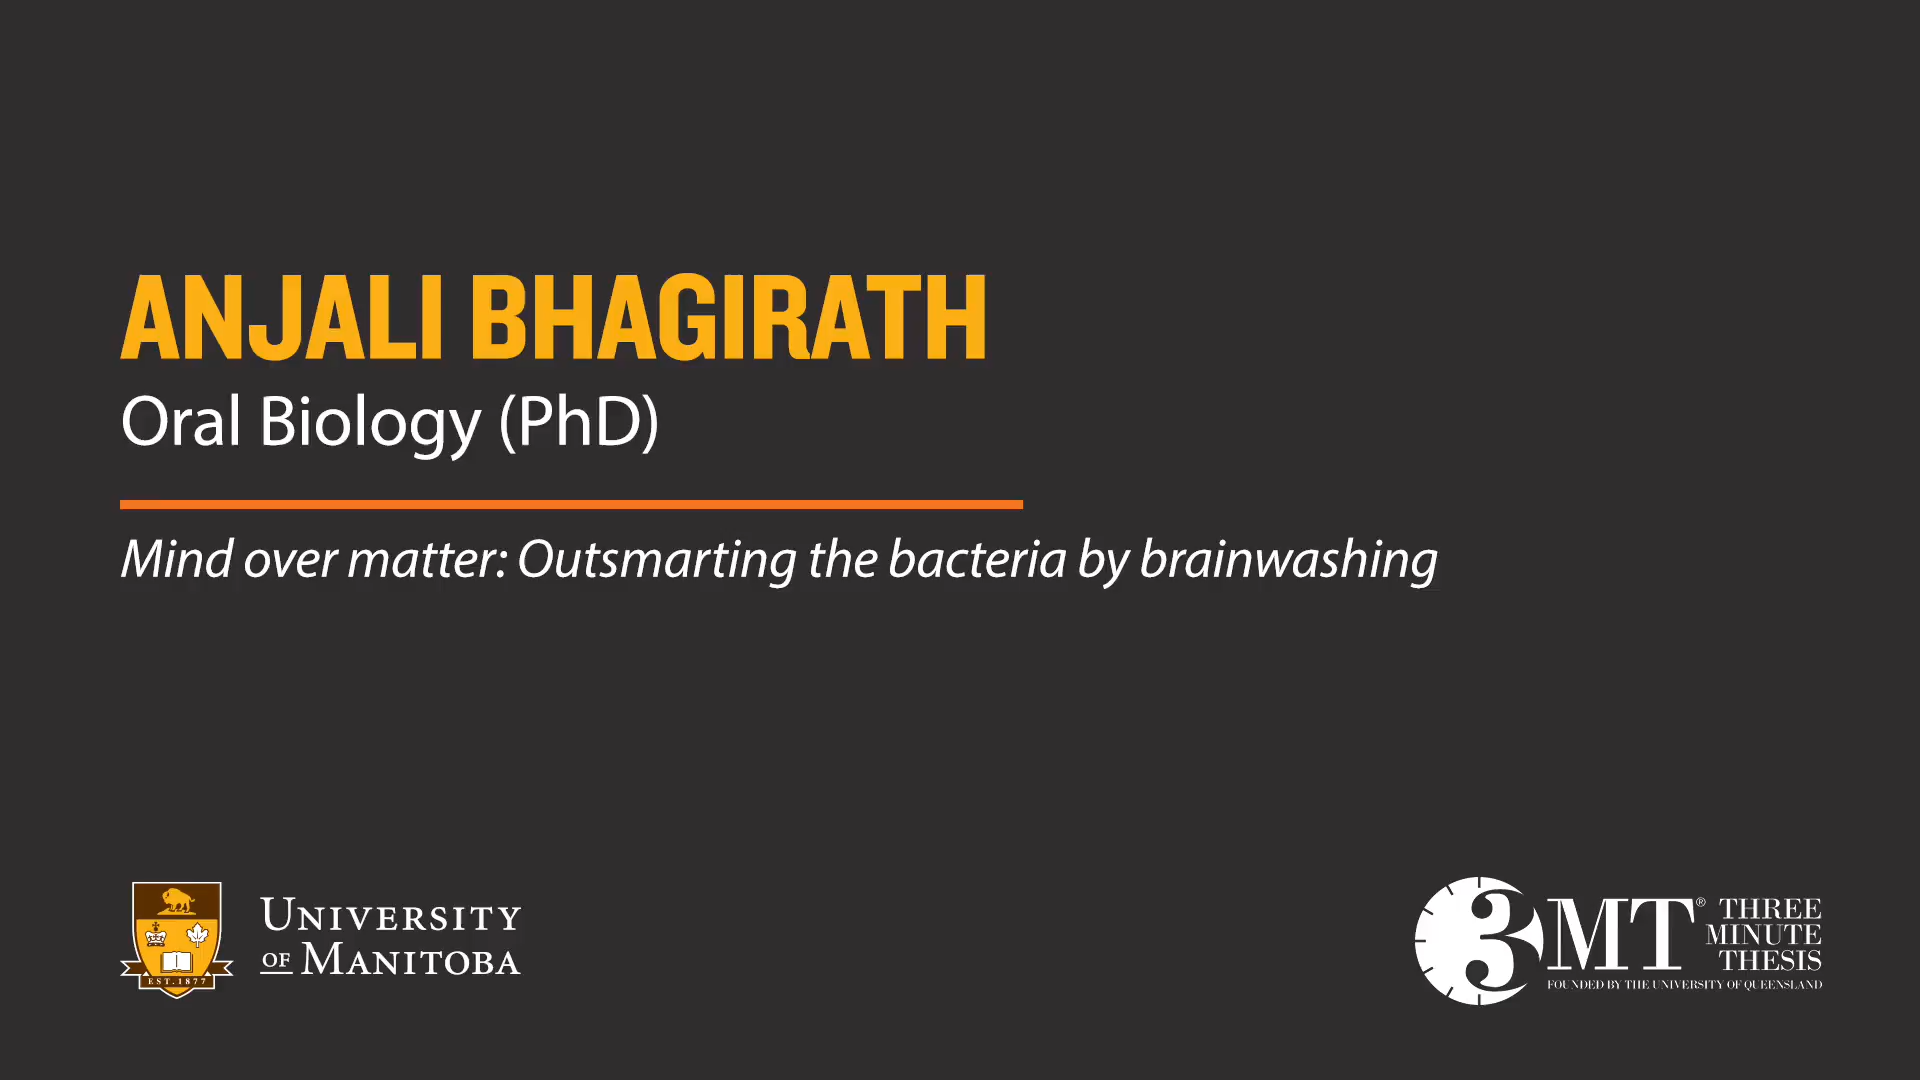 ANJALI BHAGIRATH
Oral Biology (PhD)
Mind over matter: Outsmarting the bacteria by brainwashing
EST. 1877
UNIVERSITY
OF MANITOBA
3MT® THREE
MINUTE
THESIS
FOUNDED BY THE UNIVERSITY OF QUEENSLAND